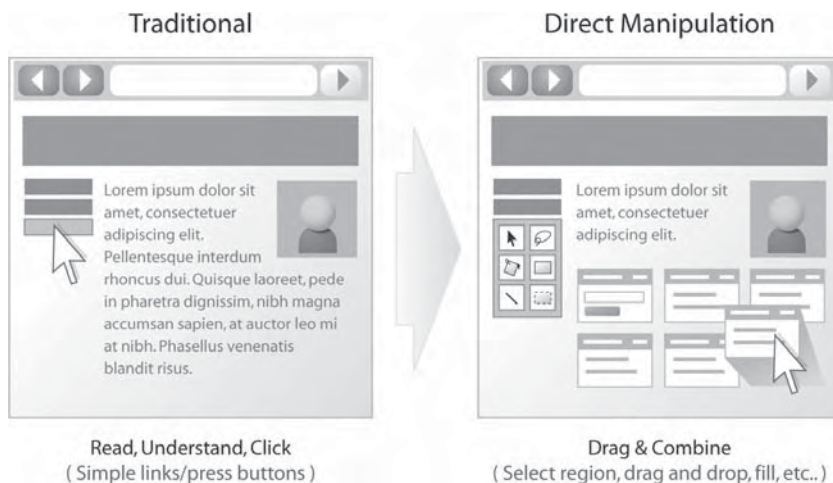 Traditional
Lorem ipsum dolor sit
amet, consectetuer
adipiscing elit.
Pellentesque interdum
rhoncus dui. Quisque laoreet, pede
in pharetra dignissim, nibh magna
accumsan sapien, at auctor leo mi
at nibh. Phasellus venenatis
blandit risus.
Read, Understand, Click
( Simple links/press buttons )
Direct Manipulation
Lorem ipsum dolor sit
amet, consectetuer
adipiscing elit.
Drag & Combine
( Select region, drag and drop, fill, etc.. )